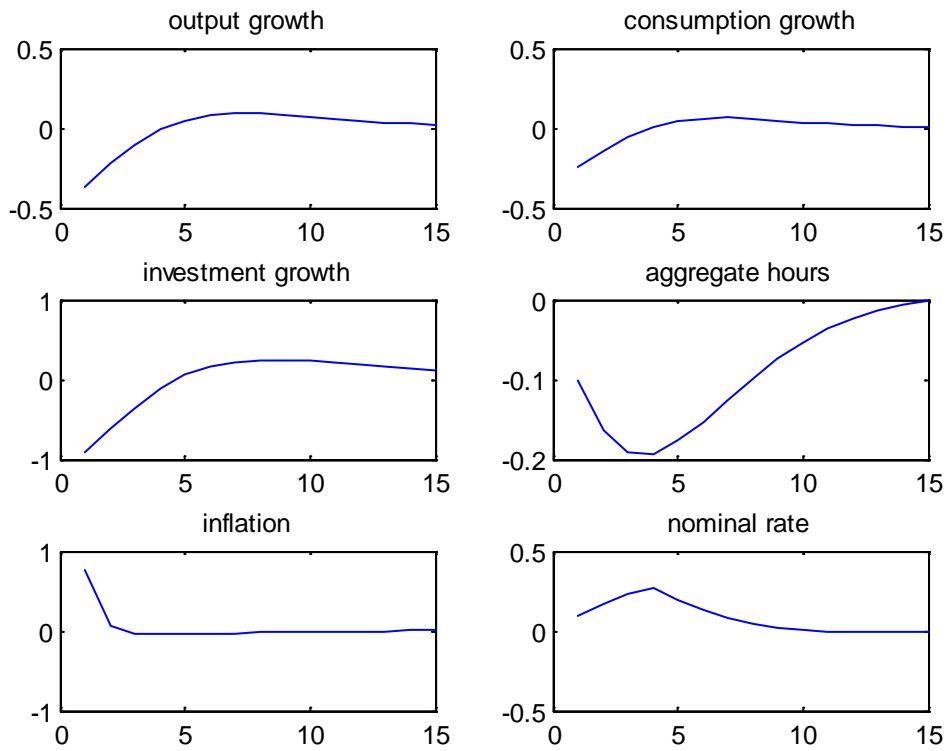 output growth
0.5
0
-0.5
0 5 10 15
consumption growth
0.5
0
-0.5
0 5 10 15
investment growth
1
0
-1
0 5 10 15
aggregate hours
0
-0.1
-0.2
0 5 10 15
inflation
1
0
-1
0 5 10 15
nominal rate
0.5
0
-0.5
0 5 10 15